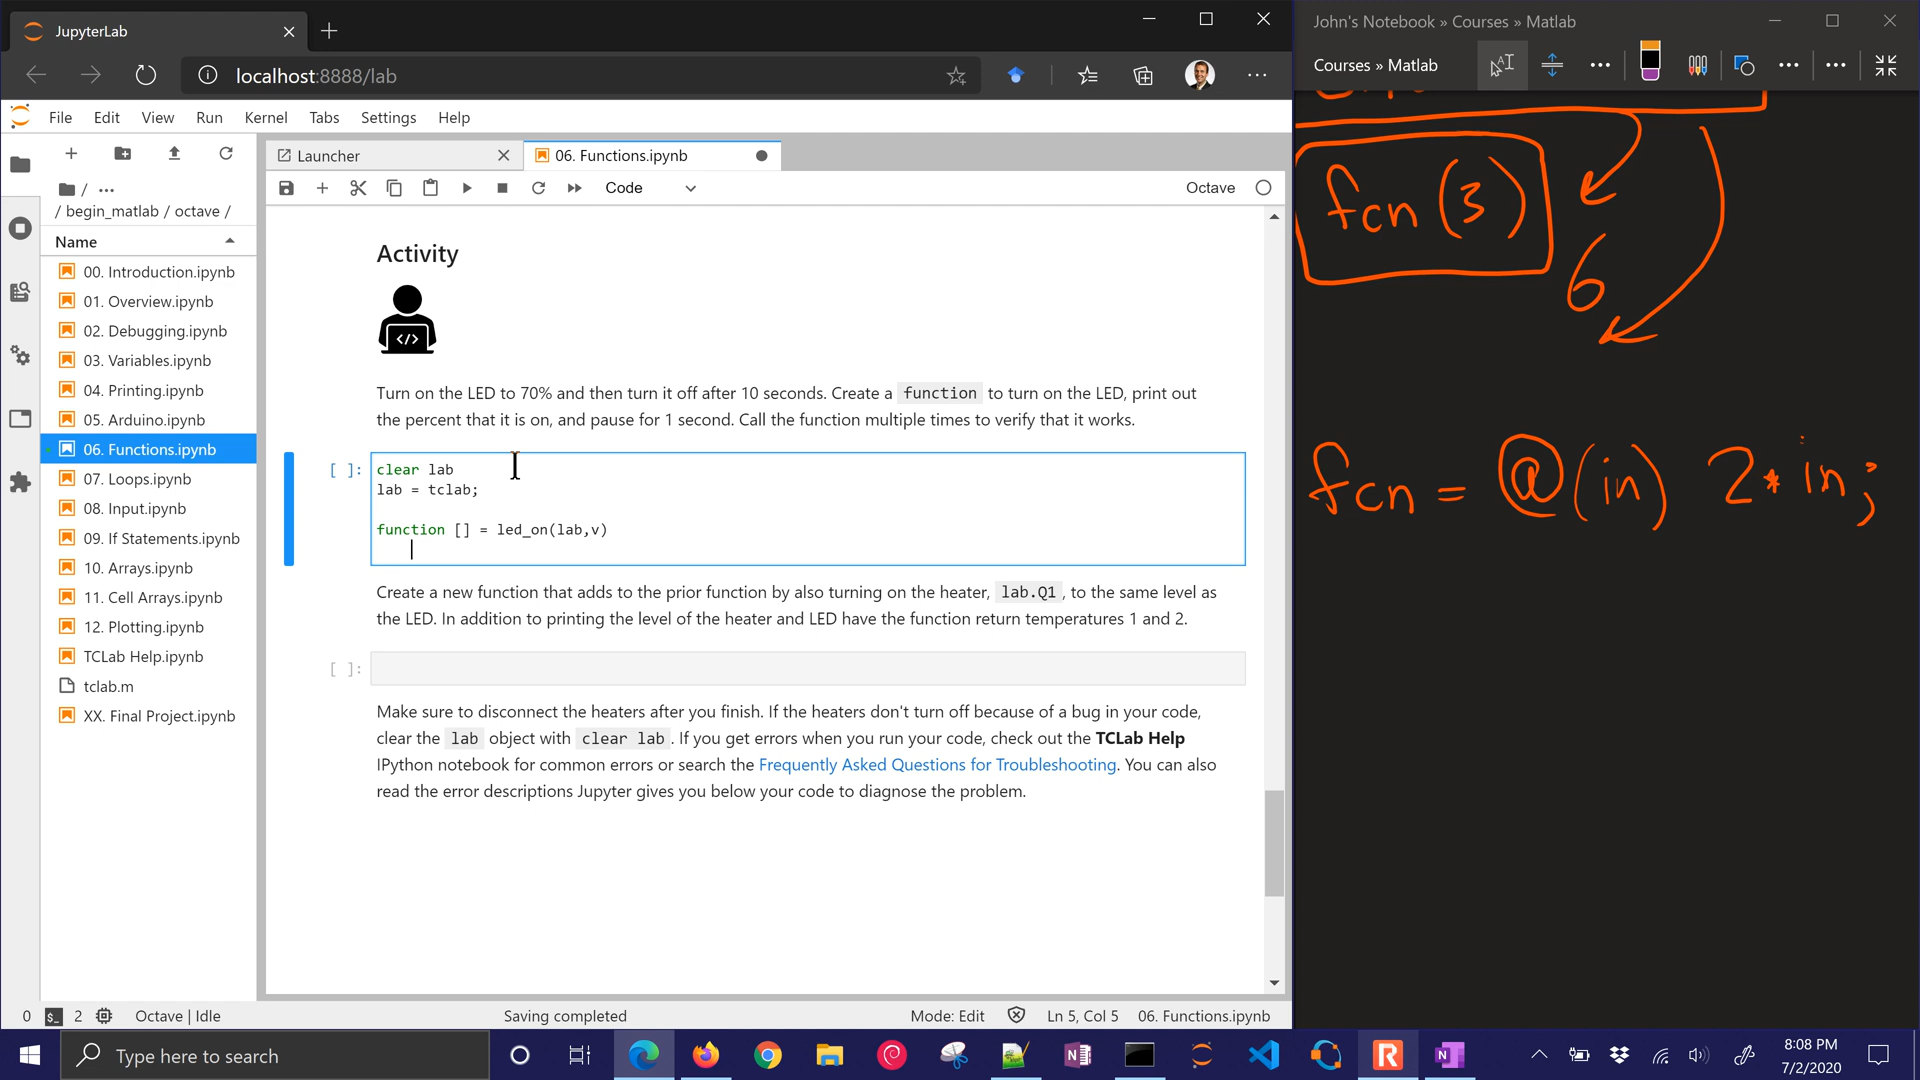 JupyterLab
localhost:8888/lab
File Edit View Run Kernel Tabs Settings Help
/ ...
/ begin_matlab / octave /
Name
00. Introduction.ipynb
01. Overview.ipynb
02. Debugging.ipynb
03. Variables.ipynb
04. Printing.ipynb
05. Arduino.ipynb
06. Functions.ipynb
07. Loops.ipynb
08. Input.ipynb
09. If Statements.ipynb
10. Arrays.ipynb
11. Cell Arrays.ipynb
12. Plotting.ipynb
TCLab Help.ipynb
tclab.m
XX. Final Project.ipynb
Launcher
06. Functions.ipynb
Code
Octave
Activity
</>
Turn on the LED to 70% and then turn it off after 10 seconds. Create a function to turn on the LED, print out
the percent that it is on, and pause for 1 second. Call the function multiple times to verify that it works.
[ ]:
clear lab
lab = tclab;
function [] = led_on(lab,v)
Create a new function that adds to the prior function by also turning on the heater, lab.Q1, to the same level as
the LED. In addition to printing the level of the heater and LED have the function return temperatures 1 and 2.
[ ]:
Make sure to disconnect the heaters after you finish. If the heaters don't turn off because of a bug in your code,
clear the lab object with clear lab. If you get errors when you run your code, check out the TCLab Help
IPython notebook for common errors or search the Frequently Asked Questions for Troubleshooting. You can also
read the error descriptions Jupyter gives you below your code to diagnose the problem.
0 $_ 2 Octave | Idle Saving completed Mode: Edit Ln 5, Col 5 06. Functions.ipynb
John's Notebook » Courses » Matlab
Courses » Matlab
fcn (3)
6
fcn = @(in) 2*in;
Type here to search
8:08 PM
7/2/2020